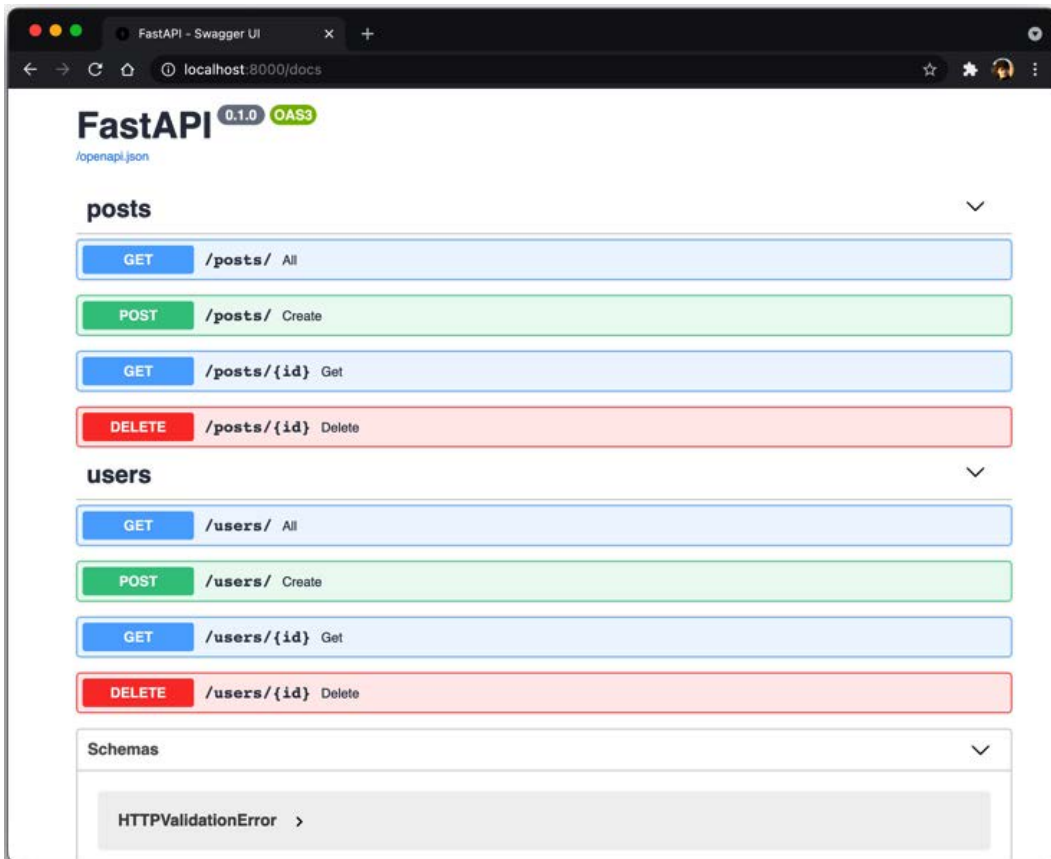 FastAPI - Swagger UI
localhost:8000/docs
FastAPI 0.1.0 OAS3
/openapi.json
posts
GET /posts/ All
POST /posts/ Create
GET /posts/{id} Get
DELETE /posts/{id} Delete
users
GET /users/ All
POST /users/ Create
GET /users/{id} Get
DELETE /users/{id} Delete
Schemas
HTTPValidationError